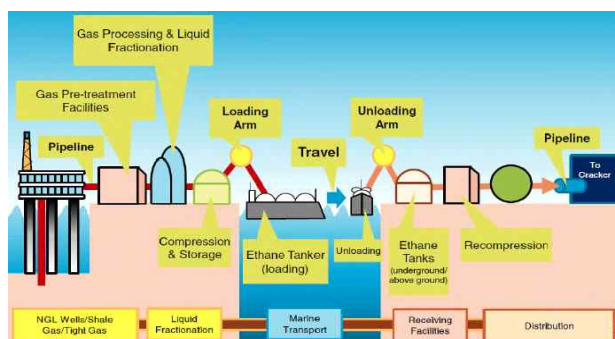 Gas Processing & Liquid
Fractionation
Gas Pre-treatment
Facilities
Pipeline
Loading
Arm
Travel
Unloading
Arm
Pipeline
To
Cracker
Compression
& Storage
Ethane Tanker
(loading)
Unloading
Ethane
Tanks
(underground/
above ground)
Recompression
NGL Wells/Shale
Gas/Tight Gas
Liquid
Fractionation
Marine
Transport
Receiving
Facilities
Distribution